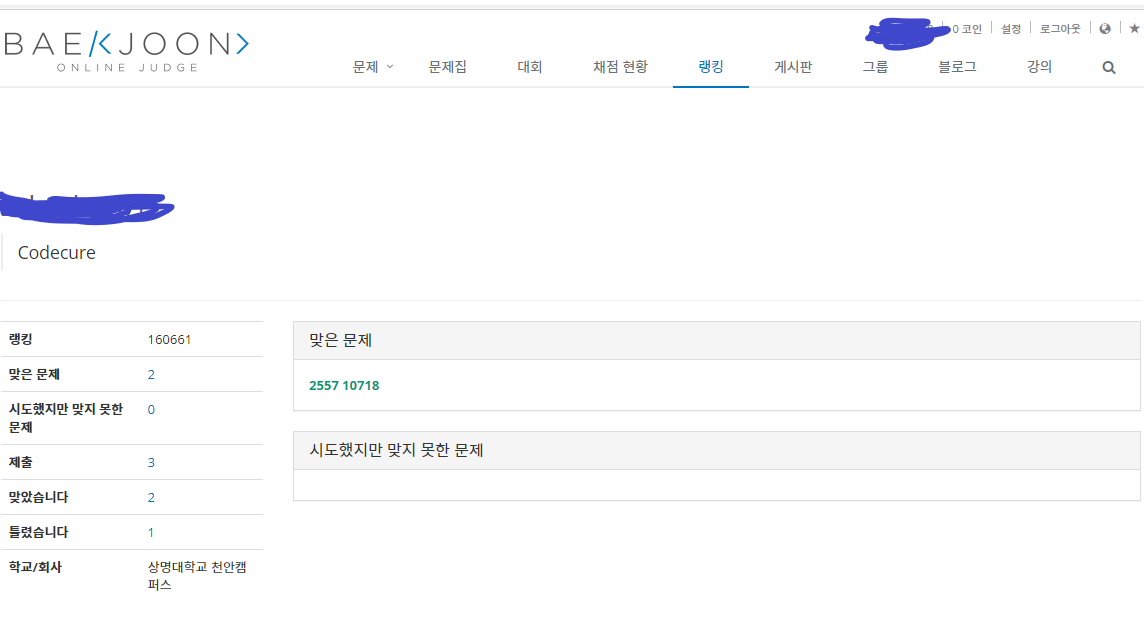 BAEKJOON>
ONLINE JUDGE
0 코인 설정 로그아웃
문제 문제집 대회 채점 현황 랭킹 게시판 그룹 블로그 강의
Codecure
랭킹 160661
맞은 문제 2
시도했지만 맞지 못한 0
문제
제출 3
맞았습니다 2
틀렸습니다 1
학교/회사 상명대학교 천안캠
퍼스
맞은 문제
2557 10718
시도했지만 맞지 못한 문제